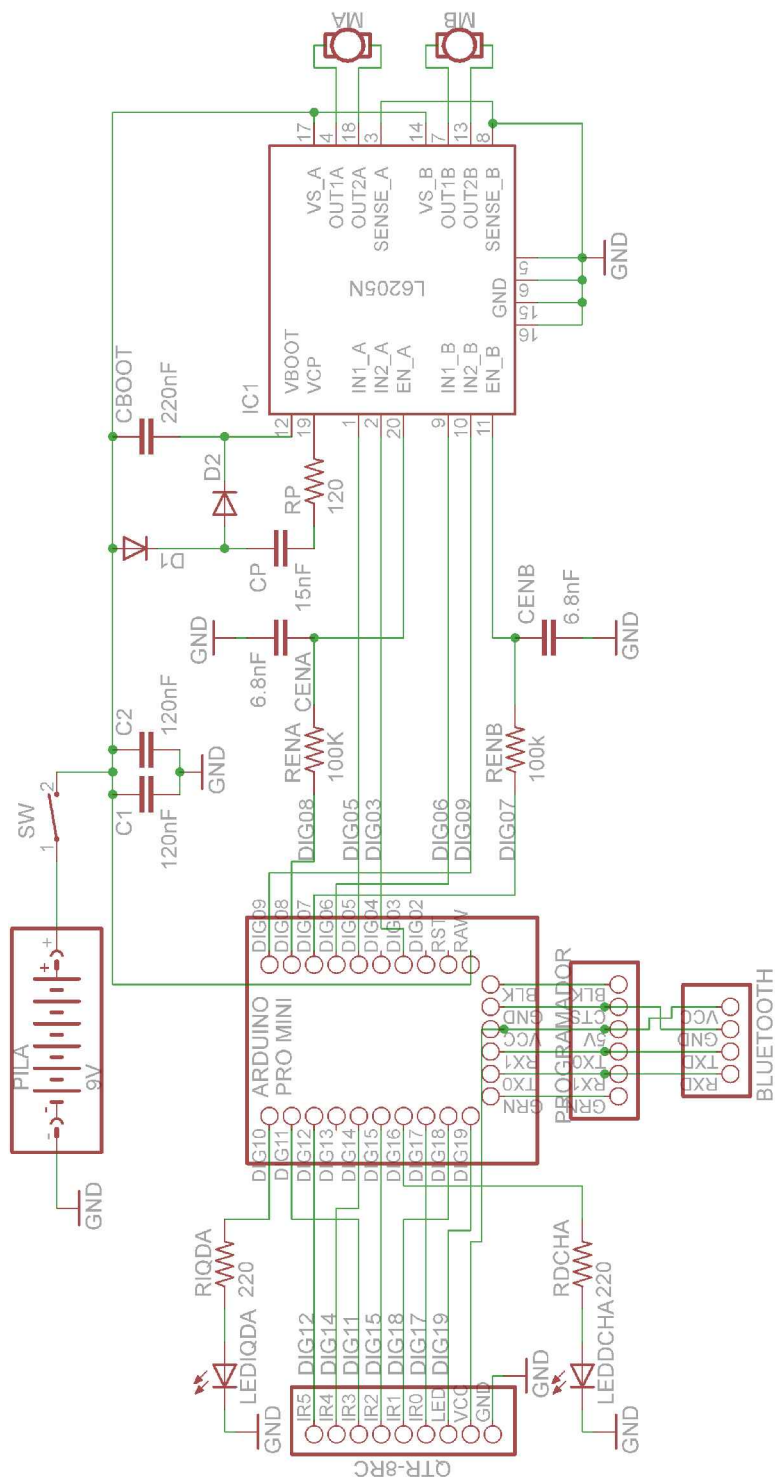 PILA
+
+
-
-
9V
GND
SW
1
2
C1
120nF
C2
120nF
GND
D1
D2
CBOOT
220nF
CP
15nF
RP
120
GND
6.8nF
CENA
RENA
100K
RENB
100k
CENB
6.8nF
GND
IC1
L6205N
12
VBOOT
19
VCP
1
IN1_A
2
IN2_A
20
EN_A
9
IN1_B
10
IN2_B
11
EN_B
17
VS_A
4
OUT1A
18
OUT2A
3
SENSE_A
14
VS_B
7
OUT1B
13
OUT2B
8
SENSE_B
GND
16
15
6
5
GND
MA
MB
DIG08
DIG05
DIG03
DIG06
DIG09
DIG07
ARDUINO
PRO MINI
DIG09
DIG08
DIG07
DIG06
DIG05
DIG04
DIG03
DIG02
RST
RAW
DIG10
DIG11
DIG12
DIG13
DIG14
DIG15
DIG16
DIG17
DIG18
DIG19
GRN
TX0
RX1
VCC
GND
BLK
PROGRAMADOR
GRN
RX1
TX0
5V
CTS
BLK
BLUETOOTH
RXD
TXD
GND
VCC
RIQDA
220
LEDIQDA
GND
RDCHA
220
LEDDCHA
GND
DIG12
DIG14
DIG11
DIG15
DIG18
DIG17
DIG19
QTR-8RC
IR5
IR4
IR3
IR2
IR1
IR0
LED
VCC
GND
GND